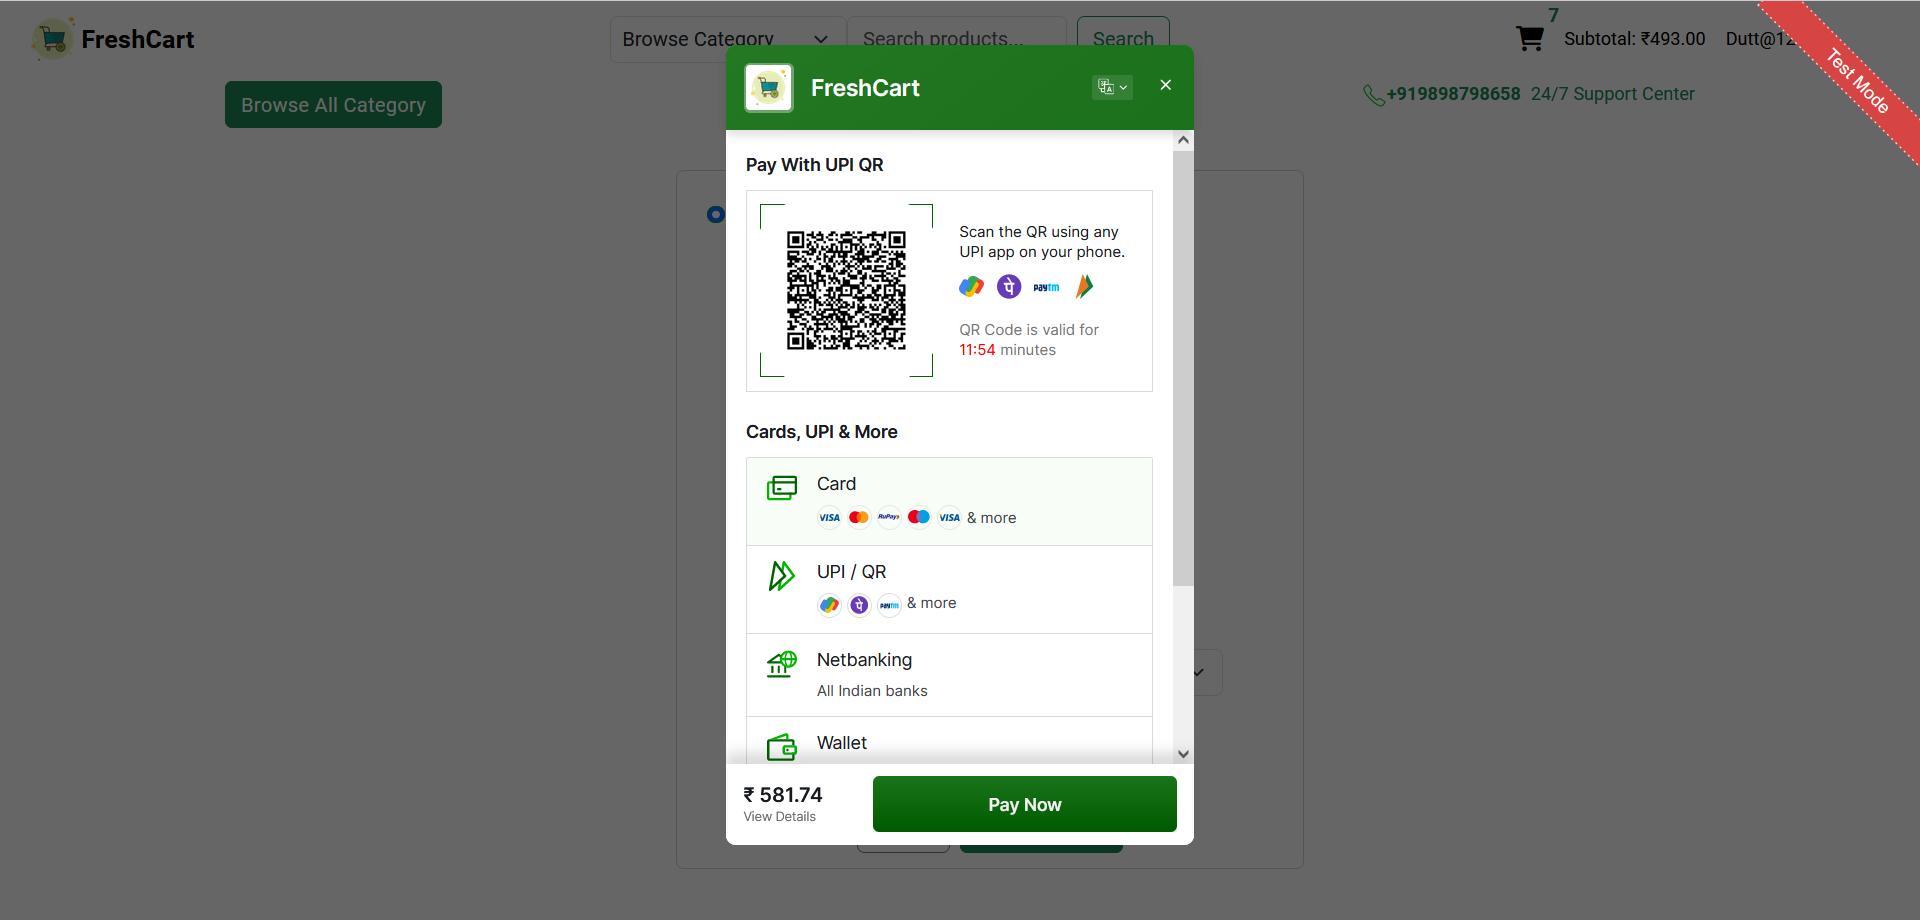 FreshCart
Browse Category
Search products...
Search
7
Subtotal: ₹493.00
Dutt@12
Test Mode
Browse All Category
+919898798658 24/7 Support Center
FreshCart
Pay With UPI QR
Scan the QR using any
UPI app on your phone.
पे
paytm
QR Code is valid for
11:54 minutes
Cards, UPI & More
Card
VISA
RuPay
VISA
& more
UPI / QR
पे
paytm
& more
Netbanking
All Indian banks
Wallet
₹ 581.74
View Details
Pay Now